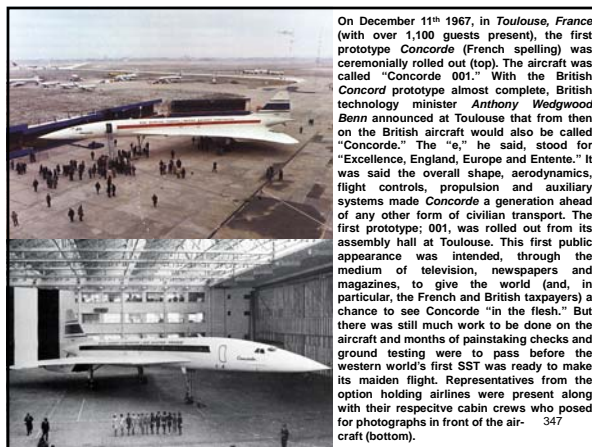 On December 11th 1967, in Toulouse, France
(with over 1,100 guests present), the first
prototype Concorde (French spelling) was
ceremonially rolled out (top). The aircraft was
called “Concorde 001.” With the British
Concord prototype almost complete, British
technology minister Anthony Wedgwood
Benn announced at Toulouse that from then
on the British aircraft would also be called
“Concorde.” The “e,” he said, stood for
“Excellence, England, Europe and Entente.” It
was said the overall shape, aerodynamics,
flight controls, propulsion and auxiliary
systems made Concorde a generation ahead
of any other form of civilian transport. The
first prototype; 001, was rolled out from its
assembly hall at Toulouse. This first public
appearance was intended, through the
medium of television, newspapers and
magazines, to give the world (and, in
particular, the French and British taxpayers) a
chance to see Concorde “in the flesh.” But
there was still much work to be done on the
aircraft and months of painstaking checks and
ground testing were to pass before the
western world’s first SST was ready to make
its maiden flight. Representatives from the
option holding airlines were present along
with their respecitve cabin crews who posed
for photographs in front of the air-
craft (bottom).
347
Concorde